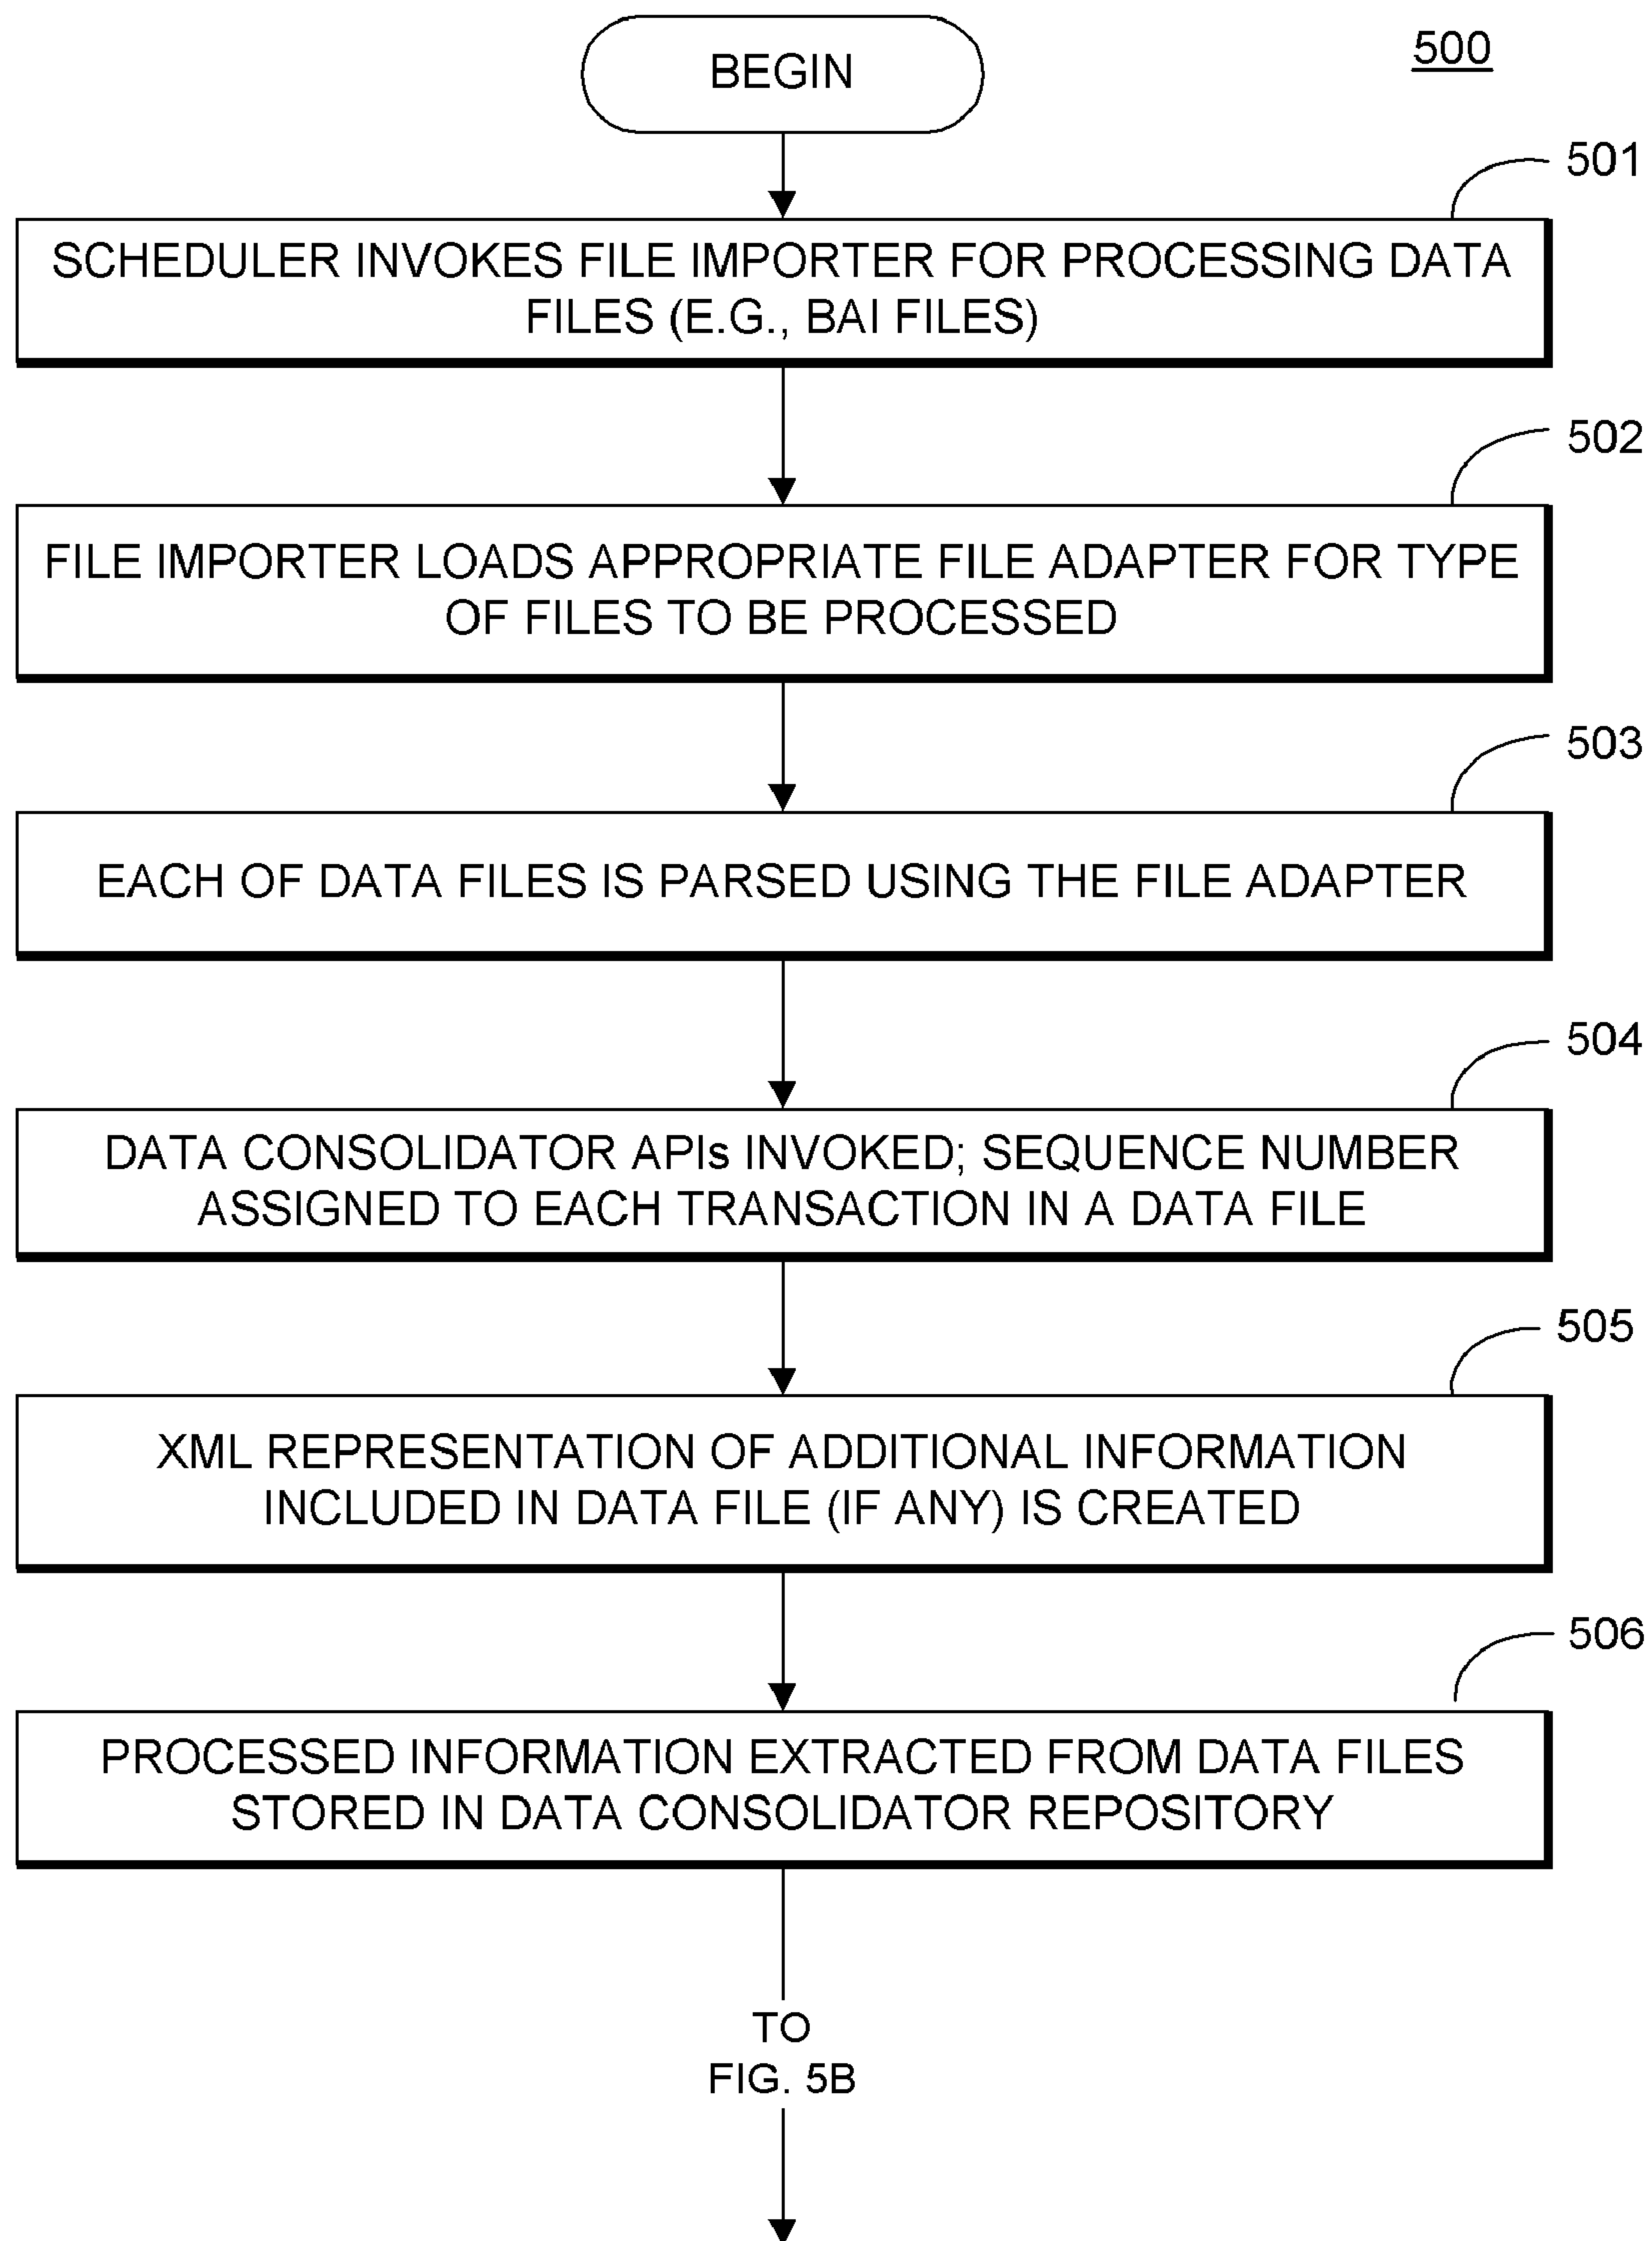 BEGIN
500
501
SCHEDULER INVOKES FILE IMPORTER FOR PROCESSING DATA
FILES (E.G., BAI FILES)
502
FILE IMPORTER LOADS APPROPRIATE FILE ADAPTER FOR TYPE
OF FILES TO BE PROCESSED
503
EACH OF DATA FILES IS PARSED USING THE FILE ADAPTER
504
DATA CONSOLIDATOR APIs INVOKED; SEQUENCE NUMBER
ASSIGNED TO EACH TRANSACTION IN A DATA FILE
505
XML REPRESENTATION OF ADDITIONAL INFORMATION
INCLUDED IN DATA FILE (IF ANY) IS CREATED
506
PROCESSED INFORMATION EXTRACTED FROM DATA FILES
STORED IN DATA CONSOLIDATOR REPOSITORY
TO
FIG. 5B